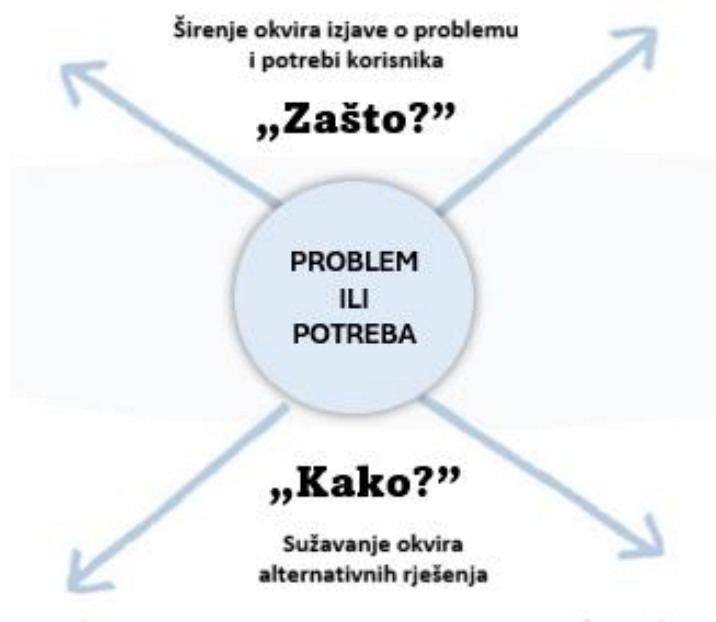 Širenje okvira izjave o problemu
i potrebi korisnika
„Zašto?”
PROBLEM
ILI
POTREBA
„Kako?”
Sužavanje okvira
alternativnih rješenja